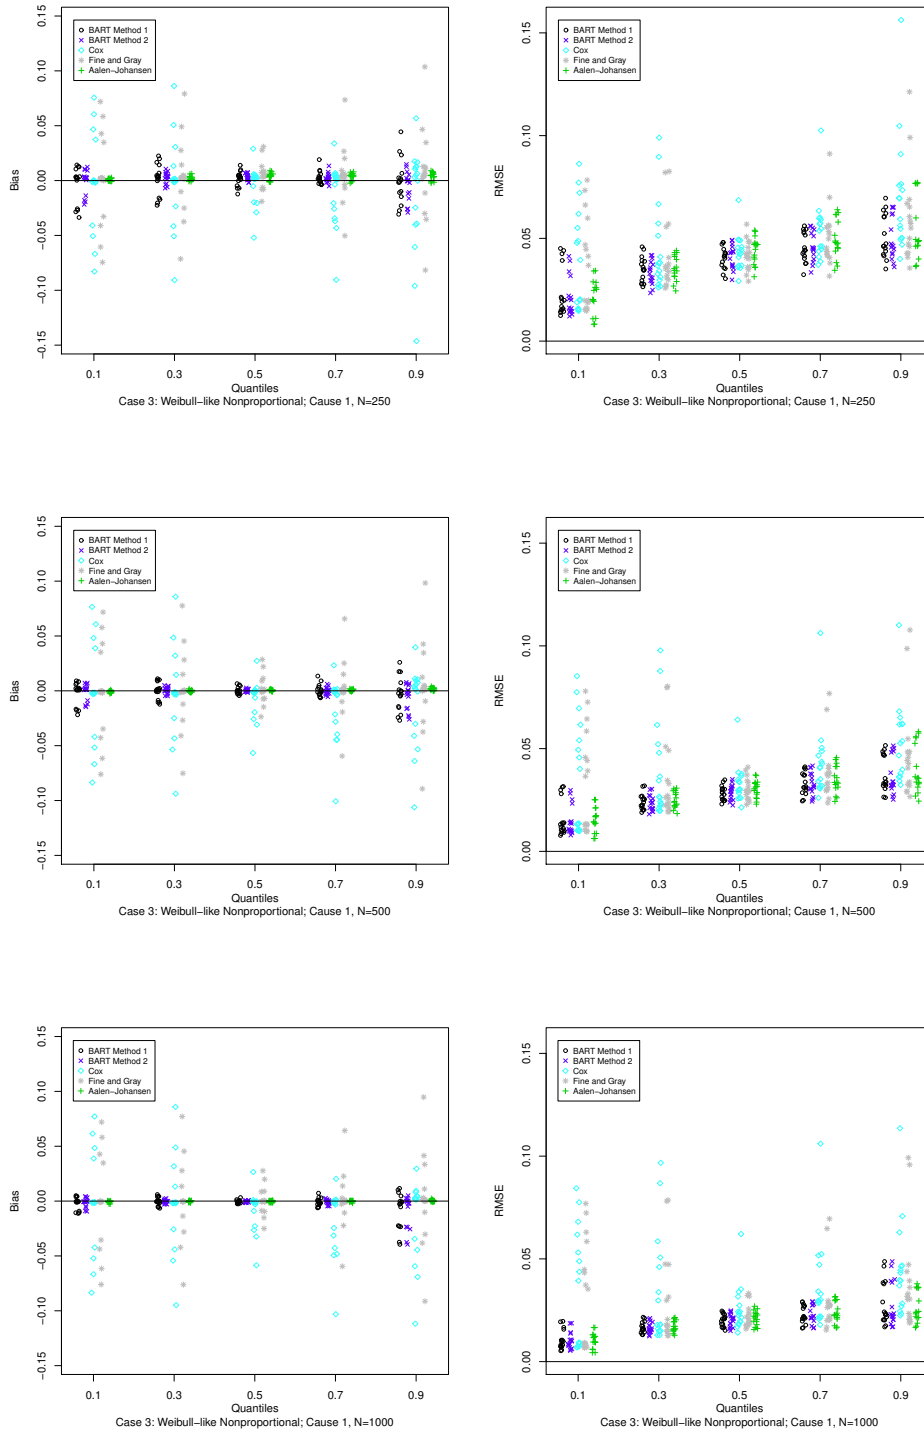 0.15
0.10
0.05
0.00
−0.05
−0.10
−0.15
Bias
BART Method 1
BART Method 2
Cox
Fine and Gray
Aalen−Johansen
0.1 0.3 0.5 0.7 0.9
Quantiles
Case 3: Weibull−like Nonproportional; Cause 1, N=250
0.15
0.10
0.05
0.00
RMSE
BART Method 1
BART Method 2
Cox
Fine and Gray
Aalen−Johansen
0.1 0.3 0.5 0.7 0.9
Quantiles
Case 3: Weibull−like Nonproportional; Cause 1, N=250
0.15
0.10
0.05
0.00
−0.05
−0.10
−0.15
Bias
BART Method 1
BART Method 2
Cox
Fine and Gray
Aalen−Johansen
0.1 0.3 0.5 0.7 0.9
Quantiles
Case 3: Weibull−like Nonproportional; Cause 1, N=500
0.15
0.10
0.05
0.00
RMSE
BART Method 1
BART Method 2
Cox
Fine and Gray
Aalen−Johansen
0.1 0.3 0.5 0.7 0.9
Quantiles
Case 3: Weibull−like Nonproportional; Cause 1, N=500
0.15
0.10
0.05
0.00
−0.05
−0.10
−0.15
Bias
BART Method 1
BART Method 2
Cox
Fine and Gray
Aalen−Johansen
0.1 0.3 0.5 0.7 0.9
Quantiles
Case 3: Weibull−like Nonproportional; Cause 1, N=1000
0.15
0.10
0.05
0.00
RMSE
BART Method 1
BART Method 2
Cox
Fine and Gray
Aalen−Johansen
0.1 0.3 0.5 0.7 0.9
Quantiles
Case 3: Weibull−like Nonproportional; Cause 1, N=1000